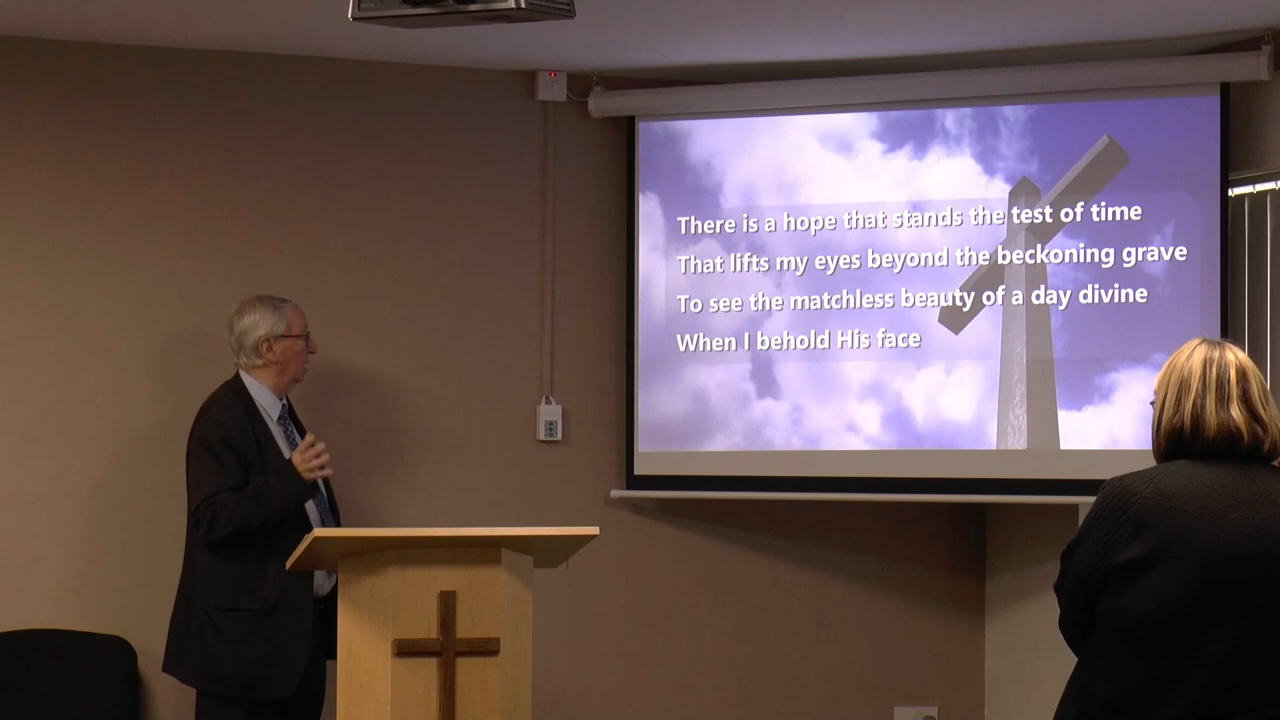 There is a hope that stands the test of time
That lifts my eyes beyond the beckoning grave
To see the matchless beauty of a day divine
When I behold His face